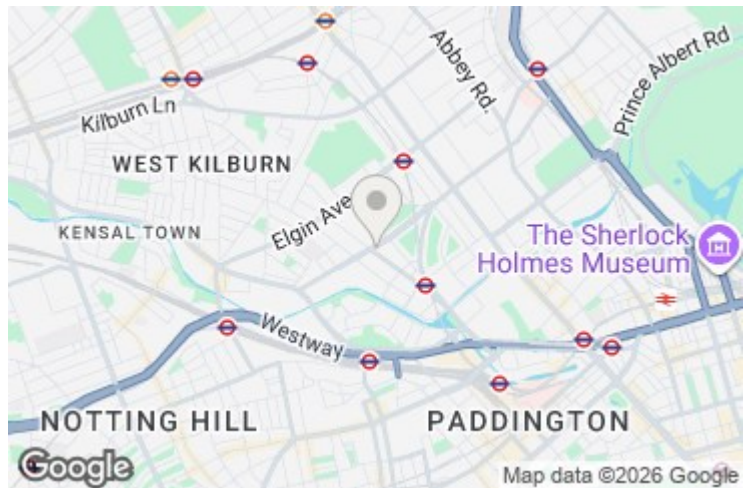 Abbey Rd.
Prince Albert Rd
Kilburn Ln
WEST KILBURN
Elgin Ave
KENSAL TOWN
The Sherlock
Holmes Museum
Westway
NOTTING HILL
PADDINGTON
Google
Map data ©2026 Google